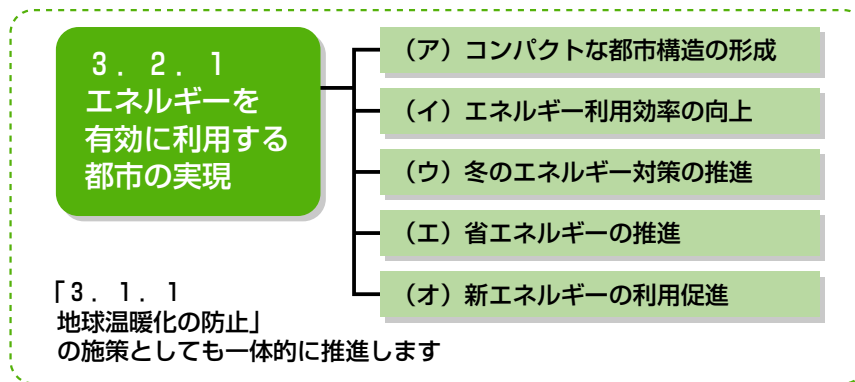 3．2．1
エネルギーを
有効に利用する
都市の実現
（ア）コンパクトな都市構造の形成
（イ）エネルギー利用効率の向上
（ウ）冬のエネルギー対策の推進
（エ）省エネルギーの推進
（オ）新エネルギーの利用促進
「3．1．1
地球温暖化の防止」
の施策としても一体的に推進します